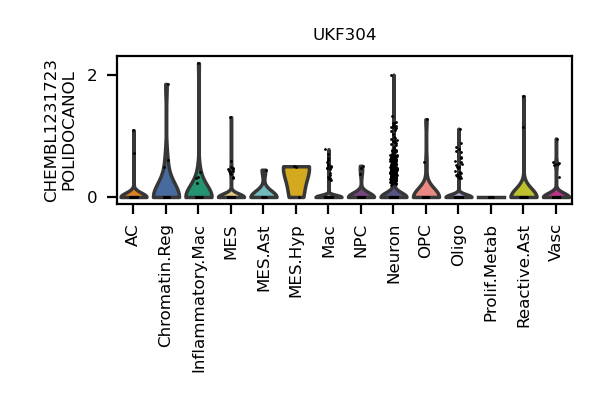 UKF304
CHEMBL1231723
POLIDOCANOL
2
0
AC
Chromatin.Reg
Inflammatory.Mac
MES
MES.Ast
MES.Hyp
Mac
NPC
Neuron
OPC
Oligo
Prolif.Metab
Reactive.Ast
Vasc